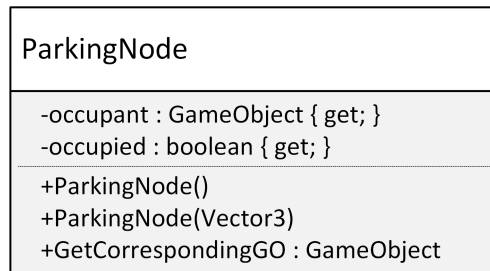 ParkingNode
-occupant : GameObject { get; }
-occupied : boolean { get; }
+ParkingNode()
+ParkingNode(Vector3)
+GetCorrespondingGO : GameObject